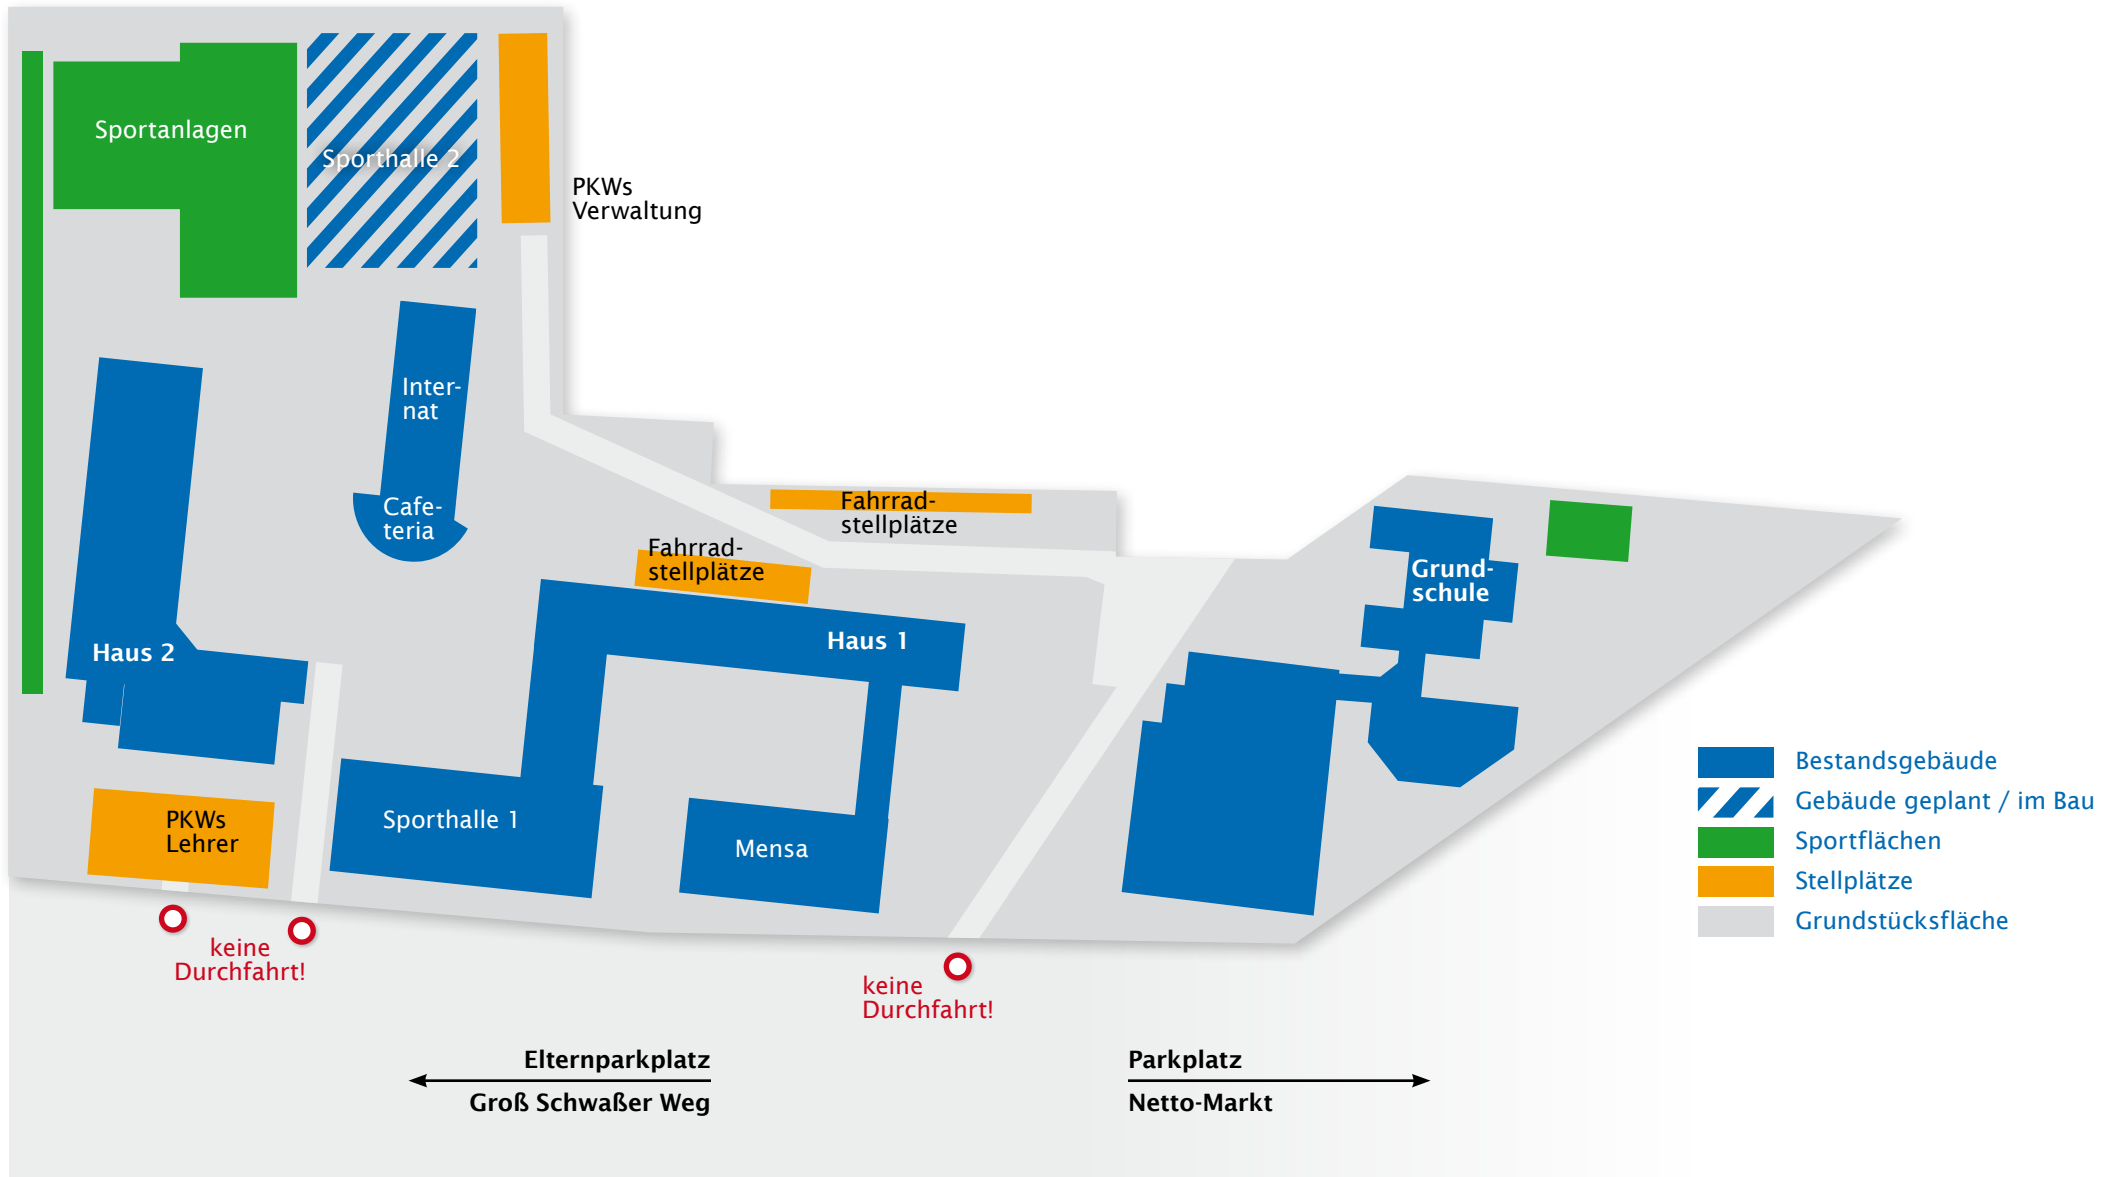 Sportanlagen
Sporthalle 2
PKWs
Verwaltung
Inter-
nat
Cafe-
teria
Fahrrad-
stellplätze
Fahrrad-
stellplätze
Grund-
schule
Haus 1
Haus 2
PKWs
Lehrer
Sporthalle 1
Mensa
Bestandsgebäude
Gebäude geplant / im Bau
Sportflächen
Stellplätze
Grundstücksfläche
keine
Durchfahrt!
keine
Durchfahrt!
Elternparkplatz
Groß Schwaßer Weg
Parkplatz
Netto-Markt